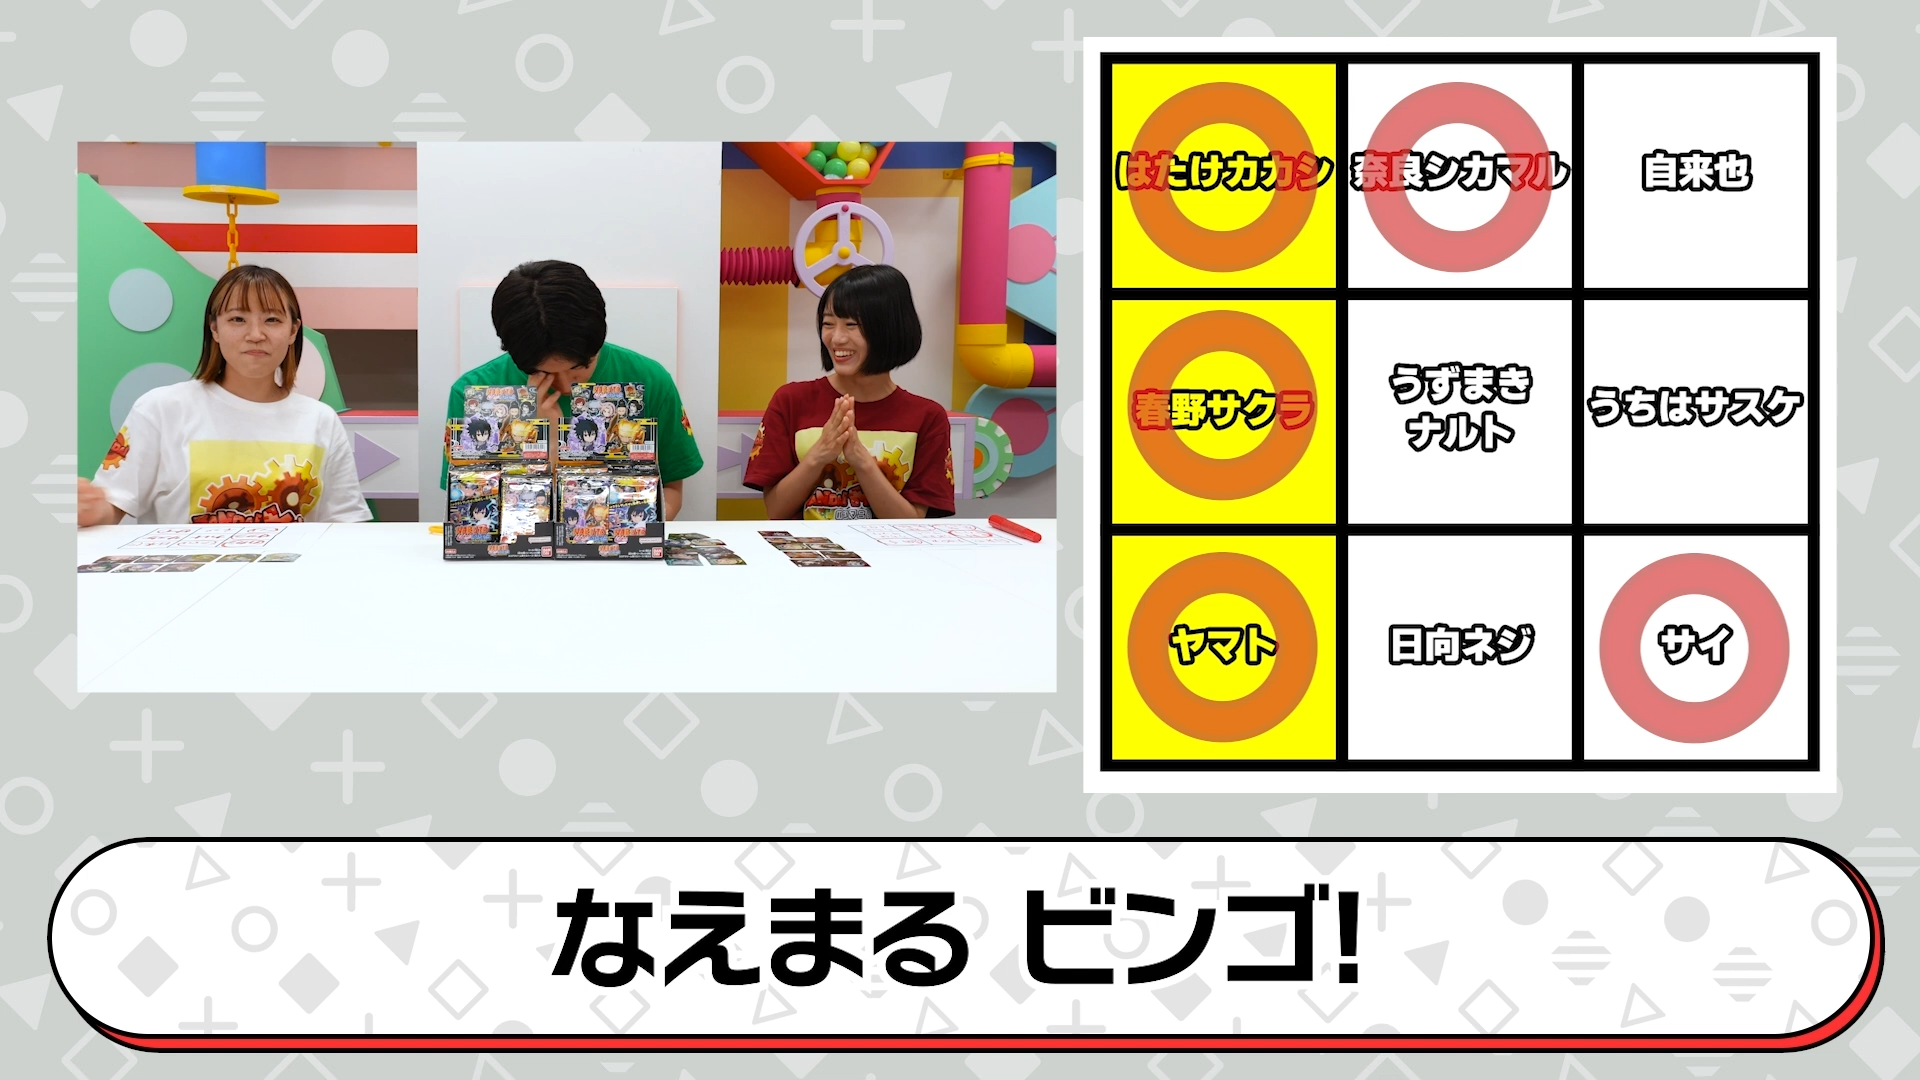 はたけカカシ
奈良シカマル
自来也
春野サクラ
うずまき
ナルト
うちはサスケ
ヤマト
日向ネジ
サイ
なえまる ビンゴ!